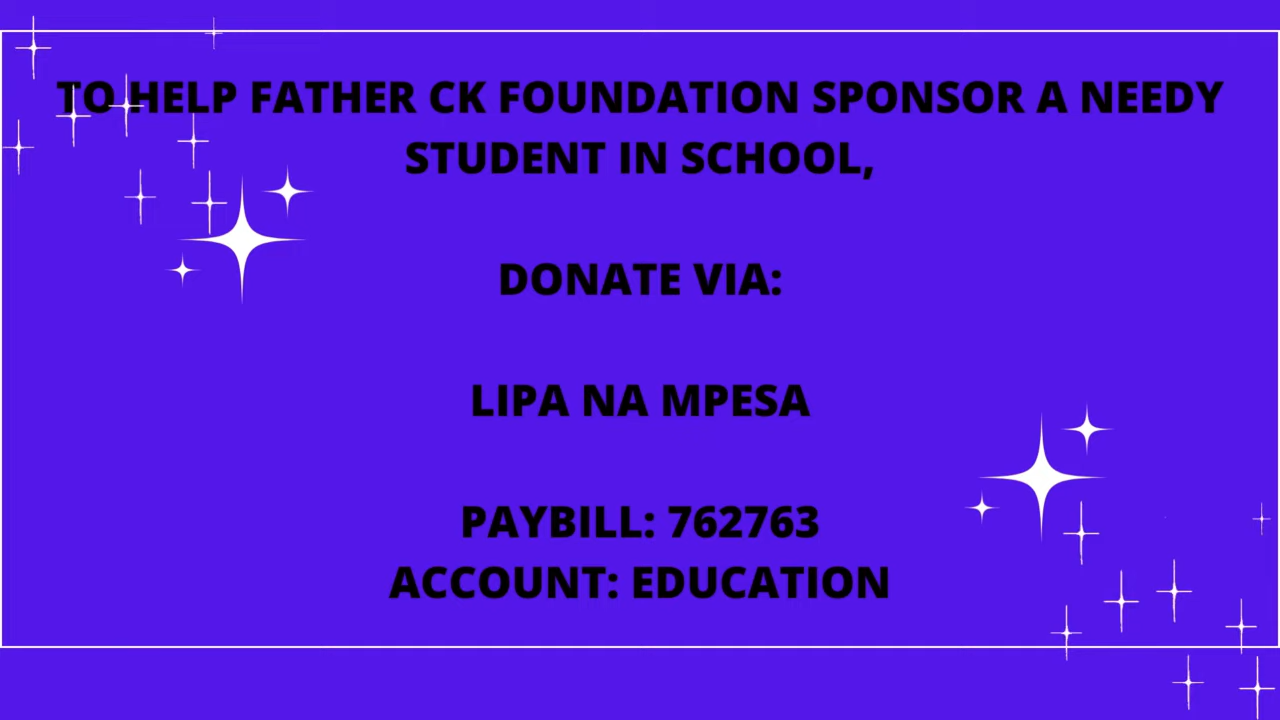 TO HELP FATHER CK FOUNDATION SPONSOR A NEEDY
STUDENT IN SCHOOL,
DONATE VIA:
LIPA NA MPESA
PAYBILL: 762763
ACCOUNT: EDUCATION